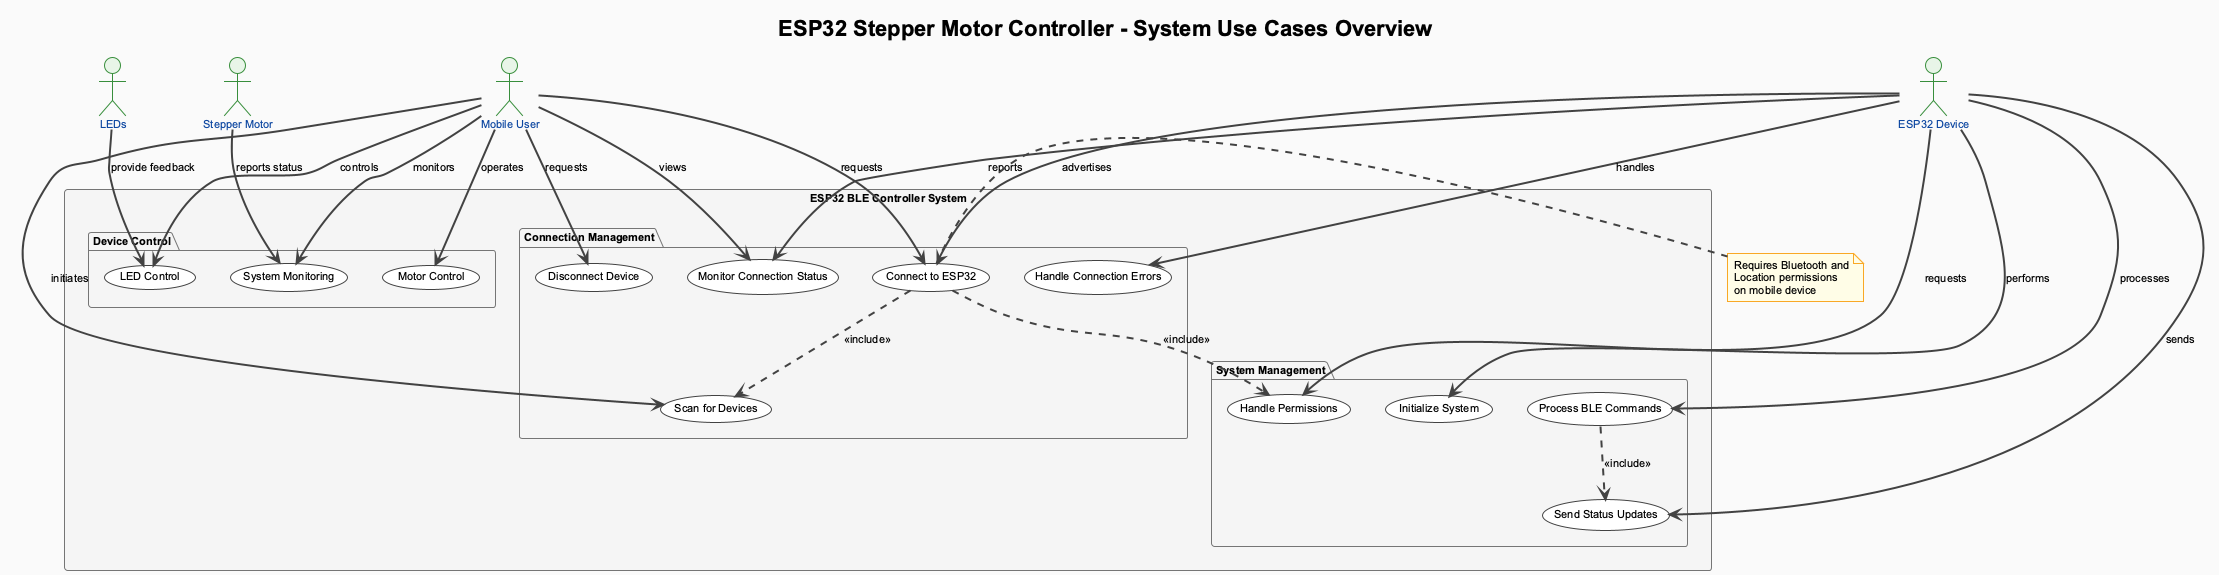 ESP32 Stepper Motor Controller - System Use Cases Overview
LEDs
Stepper Motor
Mobile User
ESP32 Device
provide feedback
reports status
controls
monitors
operates
requests
views
requests
reports
advertises
handles
ESP32 BLE Controller System
Device Control
Connection Management
LED Control
System Monitoring
Motor Control
Disconnect Device
Monitor Connection Status
Connect to ESP32
Handle Connection Errors
Requires Bluetooth and
Location permissions
on mobile device
initiates
requests
performs
processes
«include»
«include»
sends
System Management
Scan for Devices
Handle Permissions
Initialize System
Process BLE Commands
«include»
Send Status Updates